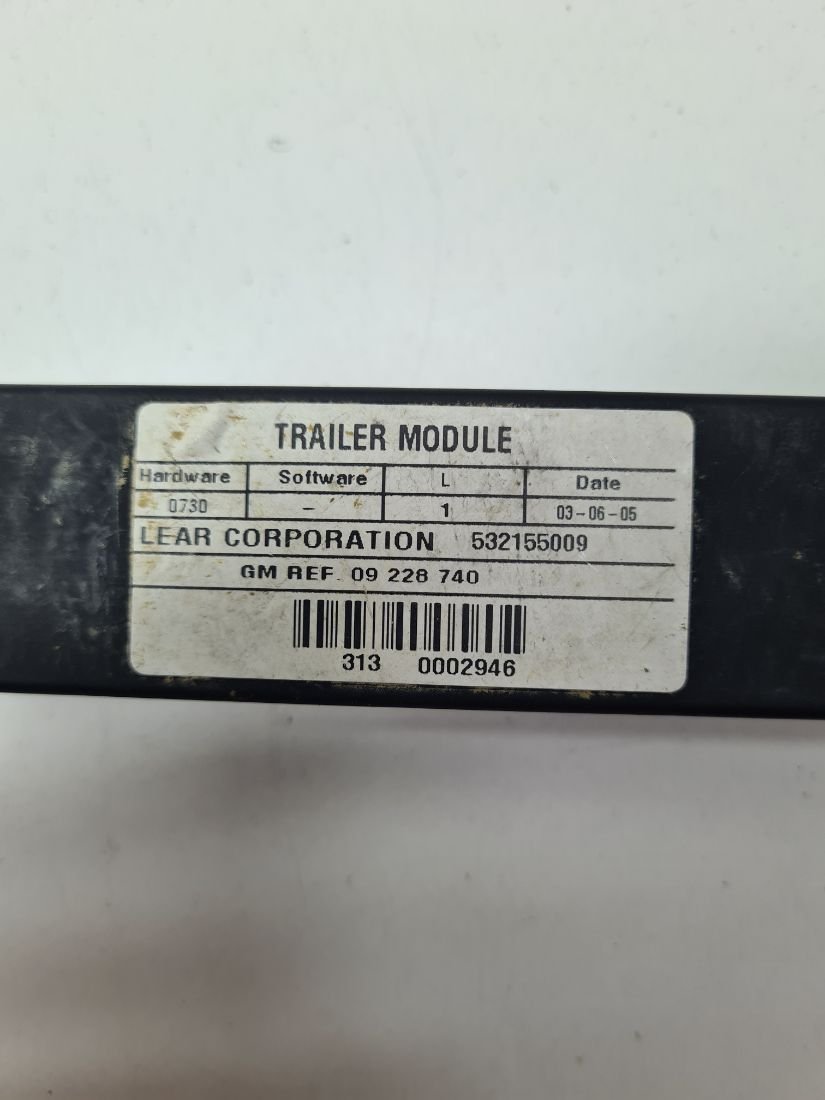 TRAILER MODULE
Hardware Software L Date
0730 – 1 03-06-05
LEAR CORPORATION 532155009
GM REF. 09 228 740
313 0002946